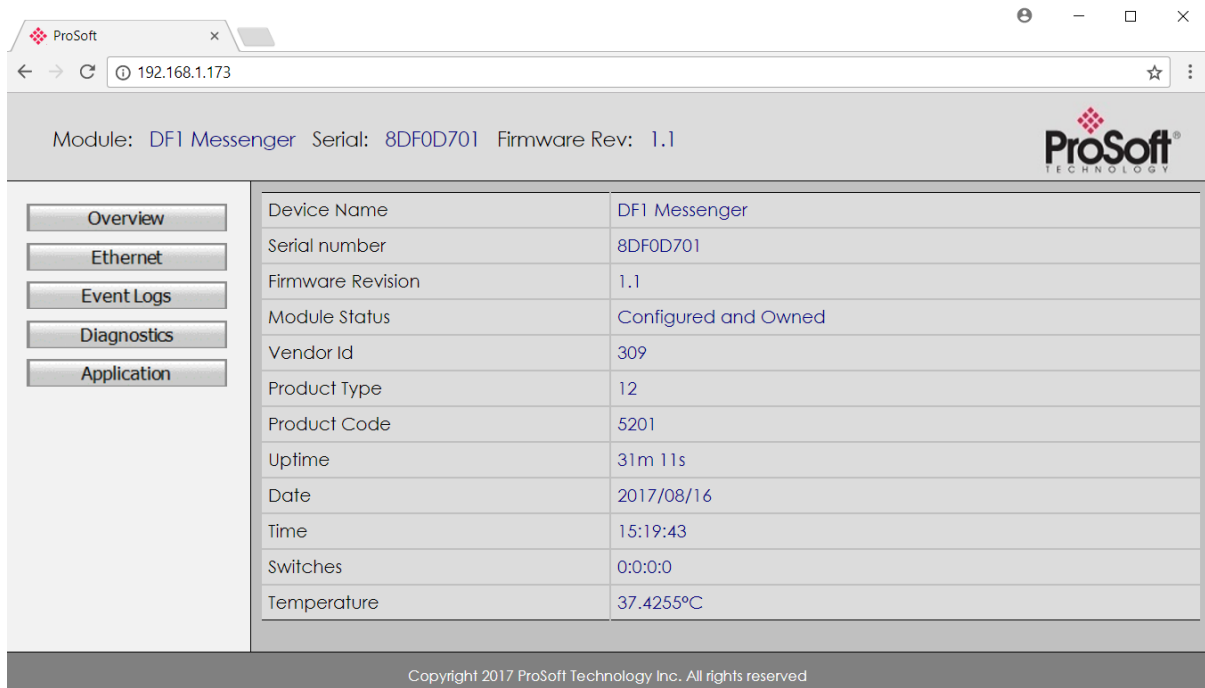 ProSoft
192.168.1.173
Module: DF1 Messenger Serial: 8DF0D701 Firmware Rev: 1.1
ProSoft®
TECHNOLOGY
Overview
Ethernet
Event Logs
Diagnostics
Application
Device Name DF1 Messenger
Serial number 8DF0D701
Firmware Revision 1.1
Module Status Configured and Owned
Vendor Id 309
Product Type 12
Product Code 5201
Uptime 31m 11s
Date 2017/08/16
Time 15:19:43
Switches 0:0:0:0
Temperature 37.4255ºC
Copyright 2017 ProSoft Technology Inc. All rights reserved